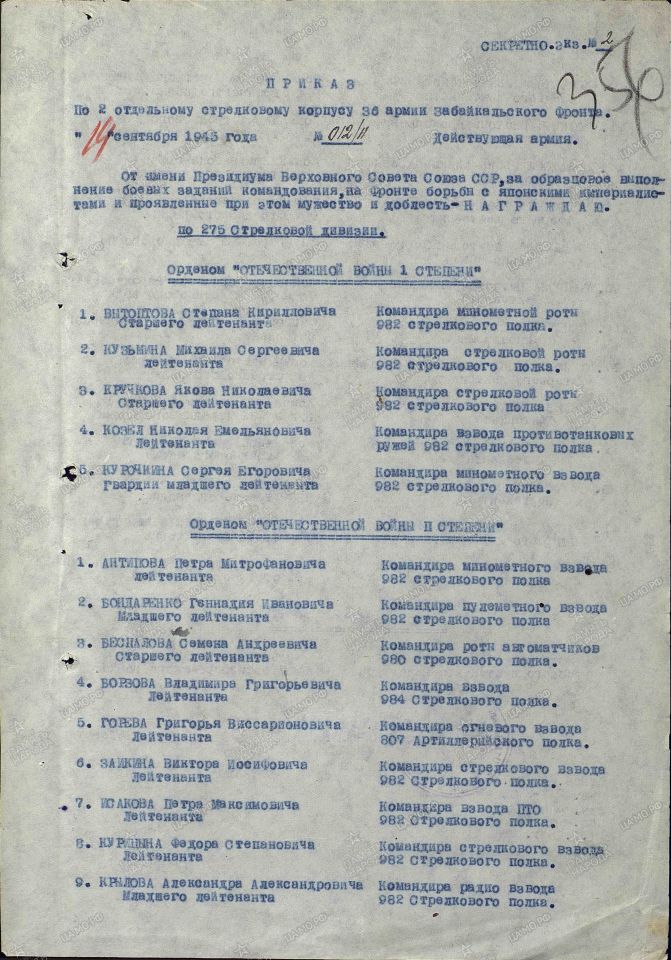 СЕКРЕТНО.экз.№ 2
350
ПРИКАЗ
По 2 отдельному стрелковому корпусу 36 армии Забайкальского Фронта.
"19" сентября 1945 года № 012/н Действующая армия.
От имени Президиума Верховного Совета Союза ССР,за образцовое выпол-
нение боевых заданий командования,на фронте борьбы с японскими империалис-
тами и проявленные при этом мужество и доблесть-НАГРАЖДАЮ.
по 275 Стрелковой дивизии.
Орденом "ОТЕЧЕСТВЕННОЙ ВОЙНЫ 1 СТЕПЕНИ"
1. ВЫТОПТОВА Степана Кирилловича Командира минометной роты
Старшего лейтенанта 982 стрелкового полка.
2. КУЗЬМИНА Михаила Сергеевича Командира стрелковой роты
лейтенанта 982 стрелкового полка.
3. КРУЧКОВА Якова Николаевича Командира стрелковой роты
Старшего лейтенанта 982 стрелкового полка
4. КОЗЕЛ Николая Емельяновича Командира взвода противотанковых
Лейтенанта ружей 982 стрелкового полка.
5. КУРОЧКИНА Сергея Егоровича Командира минометного взвода
Гвардии младшего лейтенанта 982 стрелкового полка.
Орденом "ОТЕЧЕСТВЕННОЙ ВОЙНЫ П СТЕПЕНИ"
1. АНТИПОВА Петра Митрофановича Командира минометного взвода
лейтенанта 982 стрелкового полка
2. БОНДАРЕНКО Геннадия Ивановича Командира пулеметного взвода
Младшего лейтенанта 982 стрелкового полка
3. БЕСПАЛОВА Семена Андреевича Командира роты автоматчиков
Старшего лейтенанта 980 стрелкового полка.
4. БОРЗОВА Владимира Григорьевича Командира взвода
Лейтенанта 984 Стрелкового полка.
5. ГОРЕВА Григорья Виссарионовича Командира огневого взвода
Лейтенанта 807 Артиллерийского полка.
6. ЗАИКИНА Виктора Иосифовича Командира стрелкового взвода
Лейтенанта 982 Стрелкового полка.
7. ИСАКОВА Петра Максимовича Командира взвода ПТО
Лейтенанта 982 Стрелкового полка.
8. КУРИЦЫНА Федора Степановича Командира стрелкового взвода
Лейтенанта 982 Стрелкового полка.
9. КРЫЛОВА Александра Александровича Командира радио взвода
Младшего лейтенанта 982 Стрелкового полка.